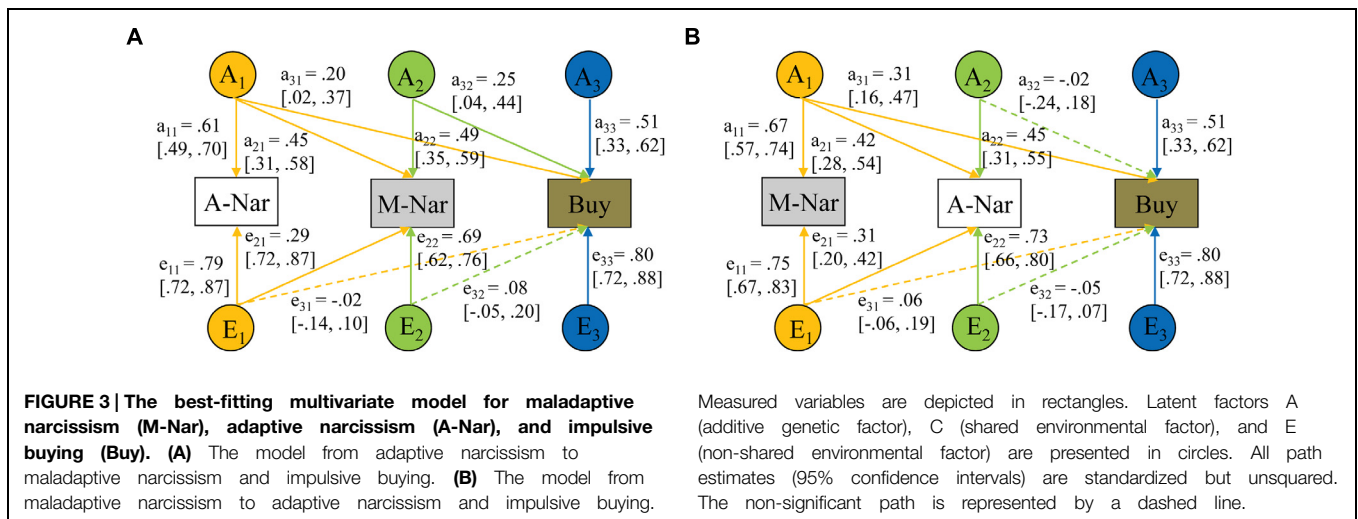 A
A₁
a₃₁ = .20
[.02, .37]
A₂
a₃₂ = .25
[.04, .44]
A₃
a₁₁ = .61
[.49, .70]
a₂₁ = .45
[.31, .58]
a₂₂ = .49
[.35, .59]
a₃₃ = .51
[.33, .62]
A-Nar
M-Nar
Buy
e₁₁ = .79
[.72, .87]
e₂₁ = .29
[.72, .87]
e₂₂ = .69
[.62, .76]
e₃₃ = .80
[.72, .88]
e₃₁ = -.02
[-.14, .10]
e₃₂ = .08
[-.05, .20]
E₁
E₂
E₃
B
A₁
a₃₁ = .31
[.16, .47]
A₂
a₃₂ = -.02
[-.24, .18]
A₃
a₁₁ = .67
[.57, .74]
a₂₁ = .42
[.28, .54]
a₂₂ = .45
[.31, .55]
a₃₃ = .51
[.33, .62]
M-Nar
A-Nar
Buy
e₁₁ = .75
[.67, .83]
e₂₁ = .31
[.20, .42]
e₂₂ = .73
[.66, .80]
e₃₃ = .80
[.72, .88]
e₃₁ = .06
[-.06, .19]
e₃₂ = -.05
[-.17, .07]
E₁
E₂
E₃
FIGURE 3 | The best-fitting multivariate model for maladaptive
narcissism (M-Nar), adaptive narcissism (A-Nar), and impulsive
buying (Buy). (A) The model from adaptive narcissism to
maladaptive narcissism and impulsive buying. (B) The model from
maladaptive narcissism to adaptive narcissism and impulsive buying.
Measured variables are depicted in rectangles. Latent factors A
(additive genetic factor), C (shared environmental factor), and E
(non-shared environmental factor) are presented in circles. All path
estimates (95% confidence intervals) are standardized but unsquared.
The non-significant path is represented by a dashed line.